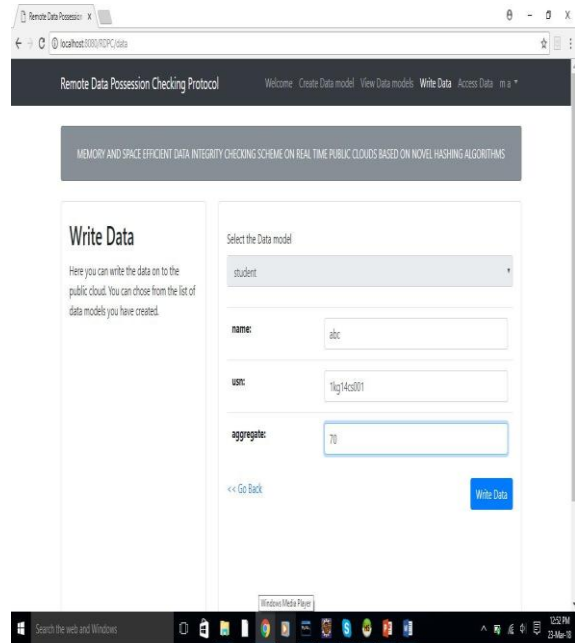 Remote Data Possession X
localhost:8080/RDPC/data
Remote Data Possession Checking Protocol
Welcome Create Data model View Data models Write Data Access Data m a
MEMORY AND SPACE EFFICIENT DATA INTEGRITY CHECKING SCHEME ON REAL TIME PUBLIC CLOUDS BASED ON NOVEL HASHING ALGORITHMS
Write Data
Here you can write the data on to the
public cloud. You can chose from the list of
data models you have created.
Select the Data model
student
name:
abc
usn:
1kg14cs001
aggregate:
70
<< Go Back
Write Data
Windows Media Player
Search the web and Windows
12:52 PM
23-Mar-18